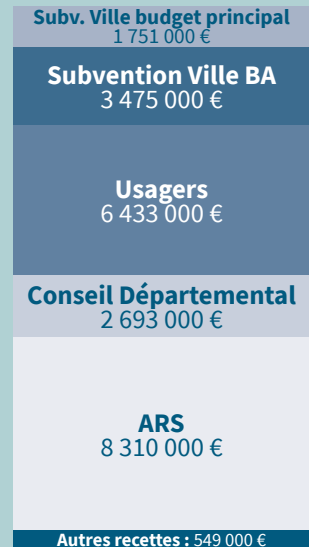 Subv. Ville budget principal
1 751 000 €
Subvention Ville BA
3 475 000 €
Usagers
6 433 000 €
Conseil Départemental
2 693 000 €
ARS
8 310 000 €
Autres recettes : 549 000 €